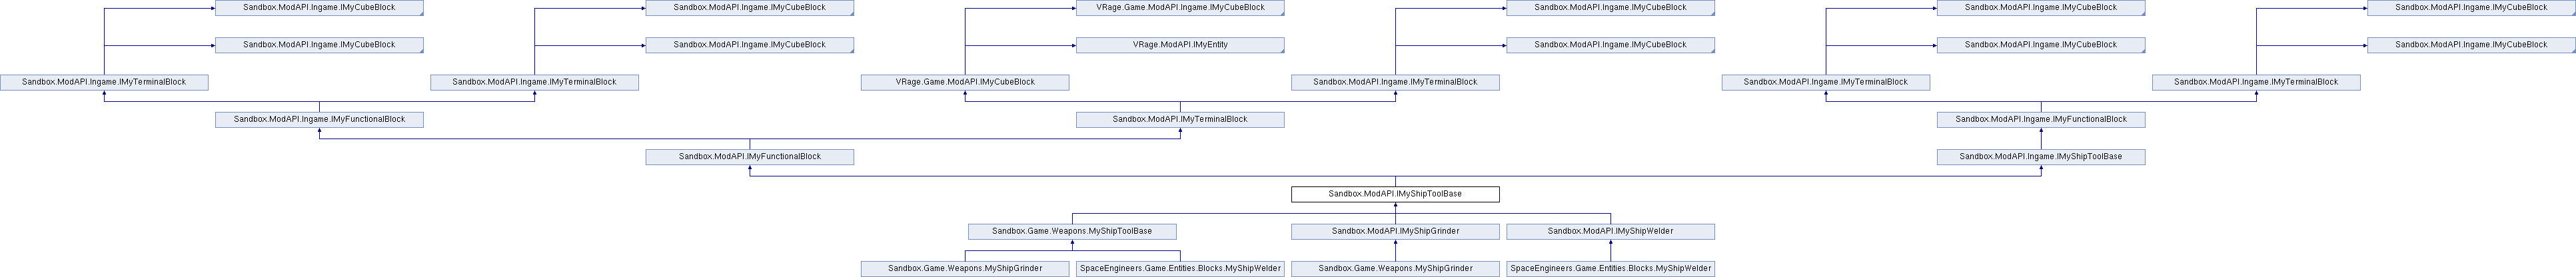 Sandbox.ModAPI.Ingame.IMyCubeBlock
Sandbox.ModAPI.Ingame.IMyCubeBlock
VRage.Game.ModAPI.Ingame.IMyCubeBlock
Sandbox.ModAPI.Ingame.IMyCubeBlock
Sandbox.ModAPI.Ingame.IMyCubeBlock
Sandbox.ModAPI.Ingame.IMyCubeBlock
Sandbox.ModAPI.Ingame.IMyCubeBlock
Sandbox.ModAPI.Ingame.IMyCubeBlock
VRage.ModAPI.IMyEntity
Sandbox.ModAPI.Ingame.IMyCubeBlock
Sandbox.ModAPI.Ingame.IMyCubeBlock
Sandbox.ModAPI.Ingame.IMyCubeBlock
Sandbox.ModAPI.Ingame.IMyTerminalBlock
Sandbox.ModAPI.Ingame.IMyTerminalBlock
VRage.Game.ModAPI.IMyCubeBlock
Sandbox.ModAPI.Ingame.IMyTerminalBlock
Sandbox.ModAPI.Ingame.IMyTerminalBlock
Sandbox.ModAPI.Ingame.IMyTerminalBlock
Sandbox.ModAPI.Ingame.IMyFunctionalBlock
Sandbox.ModAPI.IMyTerminalBlock
Sandbox.ModAPI.Ingame.IMyFunctionalBlock
Sandbox.ModAPI.IMyFunctionalBlock
Sandbox.ModAPI.Ingame.IMyShipToolBase
Sandbox.ModAPI.IMyShipToolBase
Sandbox.Game.Weapons.MyShipToolBase
Sandbox.ModAPI.IMyShipGrinder
Sandbox.ModAPI.IMyShipWelder
Sandbox.Game.Weapons.MyShipGrinder
SpaceEngineers.Game.Entities.Blocks.MyShipWelder
Sandbox.Game.Weapons.MyShipGrinder
SpaceEngineers.Game.Entities.Blocks.MyShipWelder